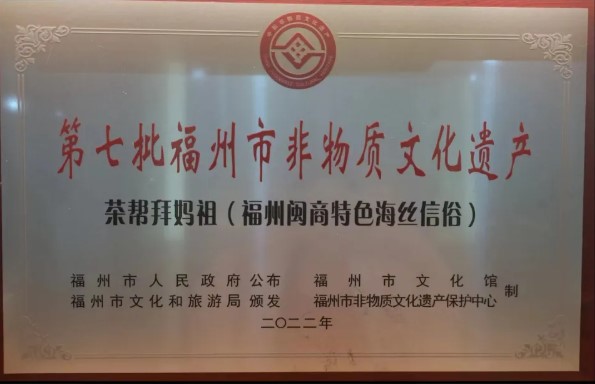 第七批福州市非物质文化遗产
茶帮拜妈祖（福州闽商特色海丝信俗）
福州市人民政府公布 福州市文化馆
福州市文化和旅游局颁发 福州市非物质文化遗产保护中心 制
二〇二二年